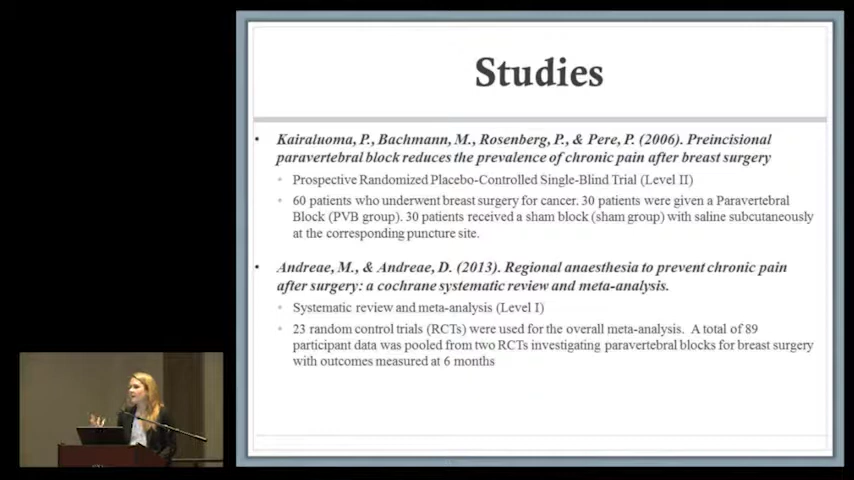 Studies
• Kairaluoma, P., Bachmann, M., Rosenberg, P., & Pere, P. (2006). Preincisional
paravertebral block reduces the prevalence of chronic pain after breast surgery
Prospective Randomized Placebo-Controlled Single-Blind Trial (Level II)
60 patients who underwent breast surgery for cancer. 30 patients were given a Paravertebral
Block (PVB group). 30 patients received a sham block (sham group) with saline subcutaneously
at the corresponding puncture site.
• Andreae, M., & Andreae, D. (2013). Regional anaesthesia to prevent chronic pain
after surgery: a cochrane systematic review and meta-analysis.
Systematic review and meta-analysis (Level I)
23 random control trials (RCTs) were used for the overall meta-analysis. A total of 89
participant data was pooled from two RCTs investigating paravertebral blocks for breast surgery
with outcomes measured at 6 months